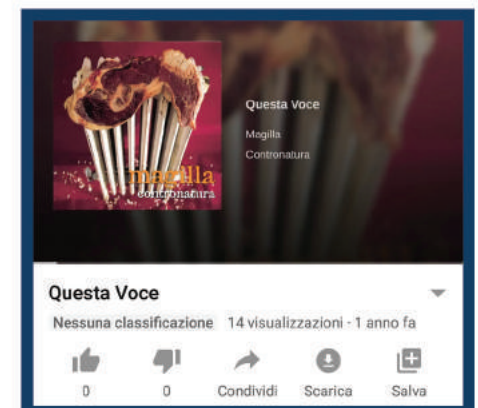 Questa Voce
Magilla
Contronatura
magilla
contronatura
Questa Voce
Nessuna classificazione 14 visualizzazioni - 1 anno fa
0 0 Condividi Scarica Salva